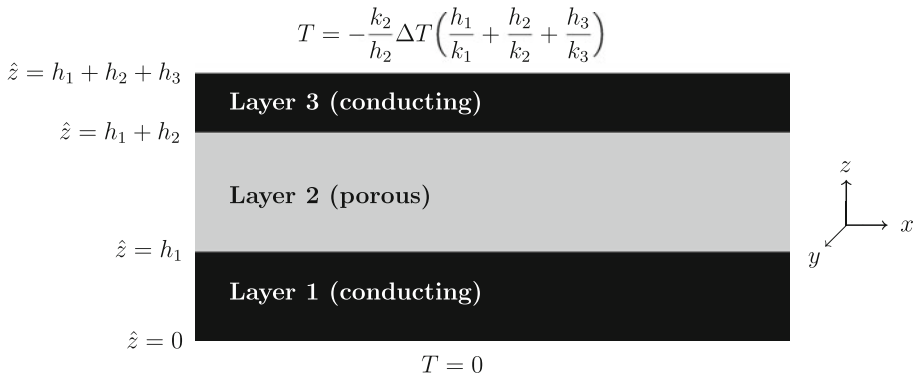 T = -\frac{k_2}{h_2} \Delta T \Big( \frac{h_1}{k_1} + \frac{h_2}{k_2} + \frac{h_3}{k_3} \Big)
\hat{z} = h_1 + h_2 + h_3
Layer 3 (conducting)
\hat{z} = h_1 + h_2
Layer 2 (porous)
z
x
y
\hat{z} = h_1
Layer 1 (conducting)
\hat{z} = 0
T = 0